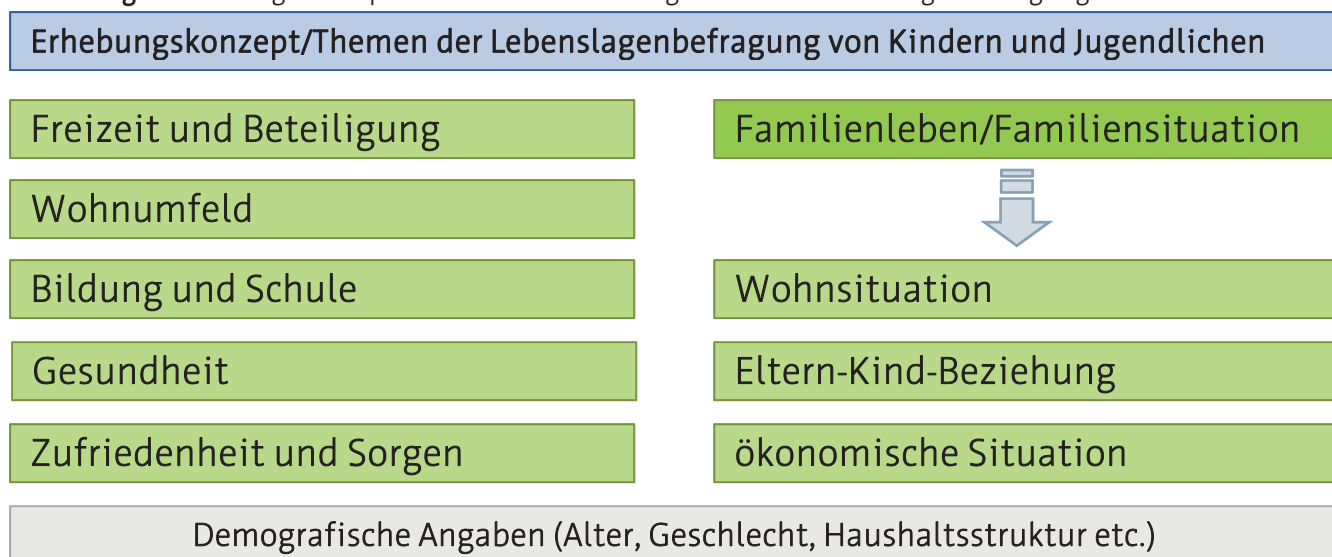 Erhebungskonzept/Themen der Lebenslagenbefragung von Kindern und Jugendlichen
Freizeit und Beteiligung
Wohnumfeld
Bildung und Schule
Gesundheit
Zufriedenheit und Sorgen
Familienleben/Familiensituation
Wohnsituation
Eltern-Kind-Beziehung
ökonomische Situation
Demografische Angaben (Alter, Geschlecht, Haushaltsstruktur etc.)